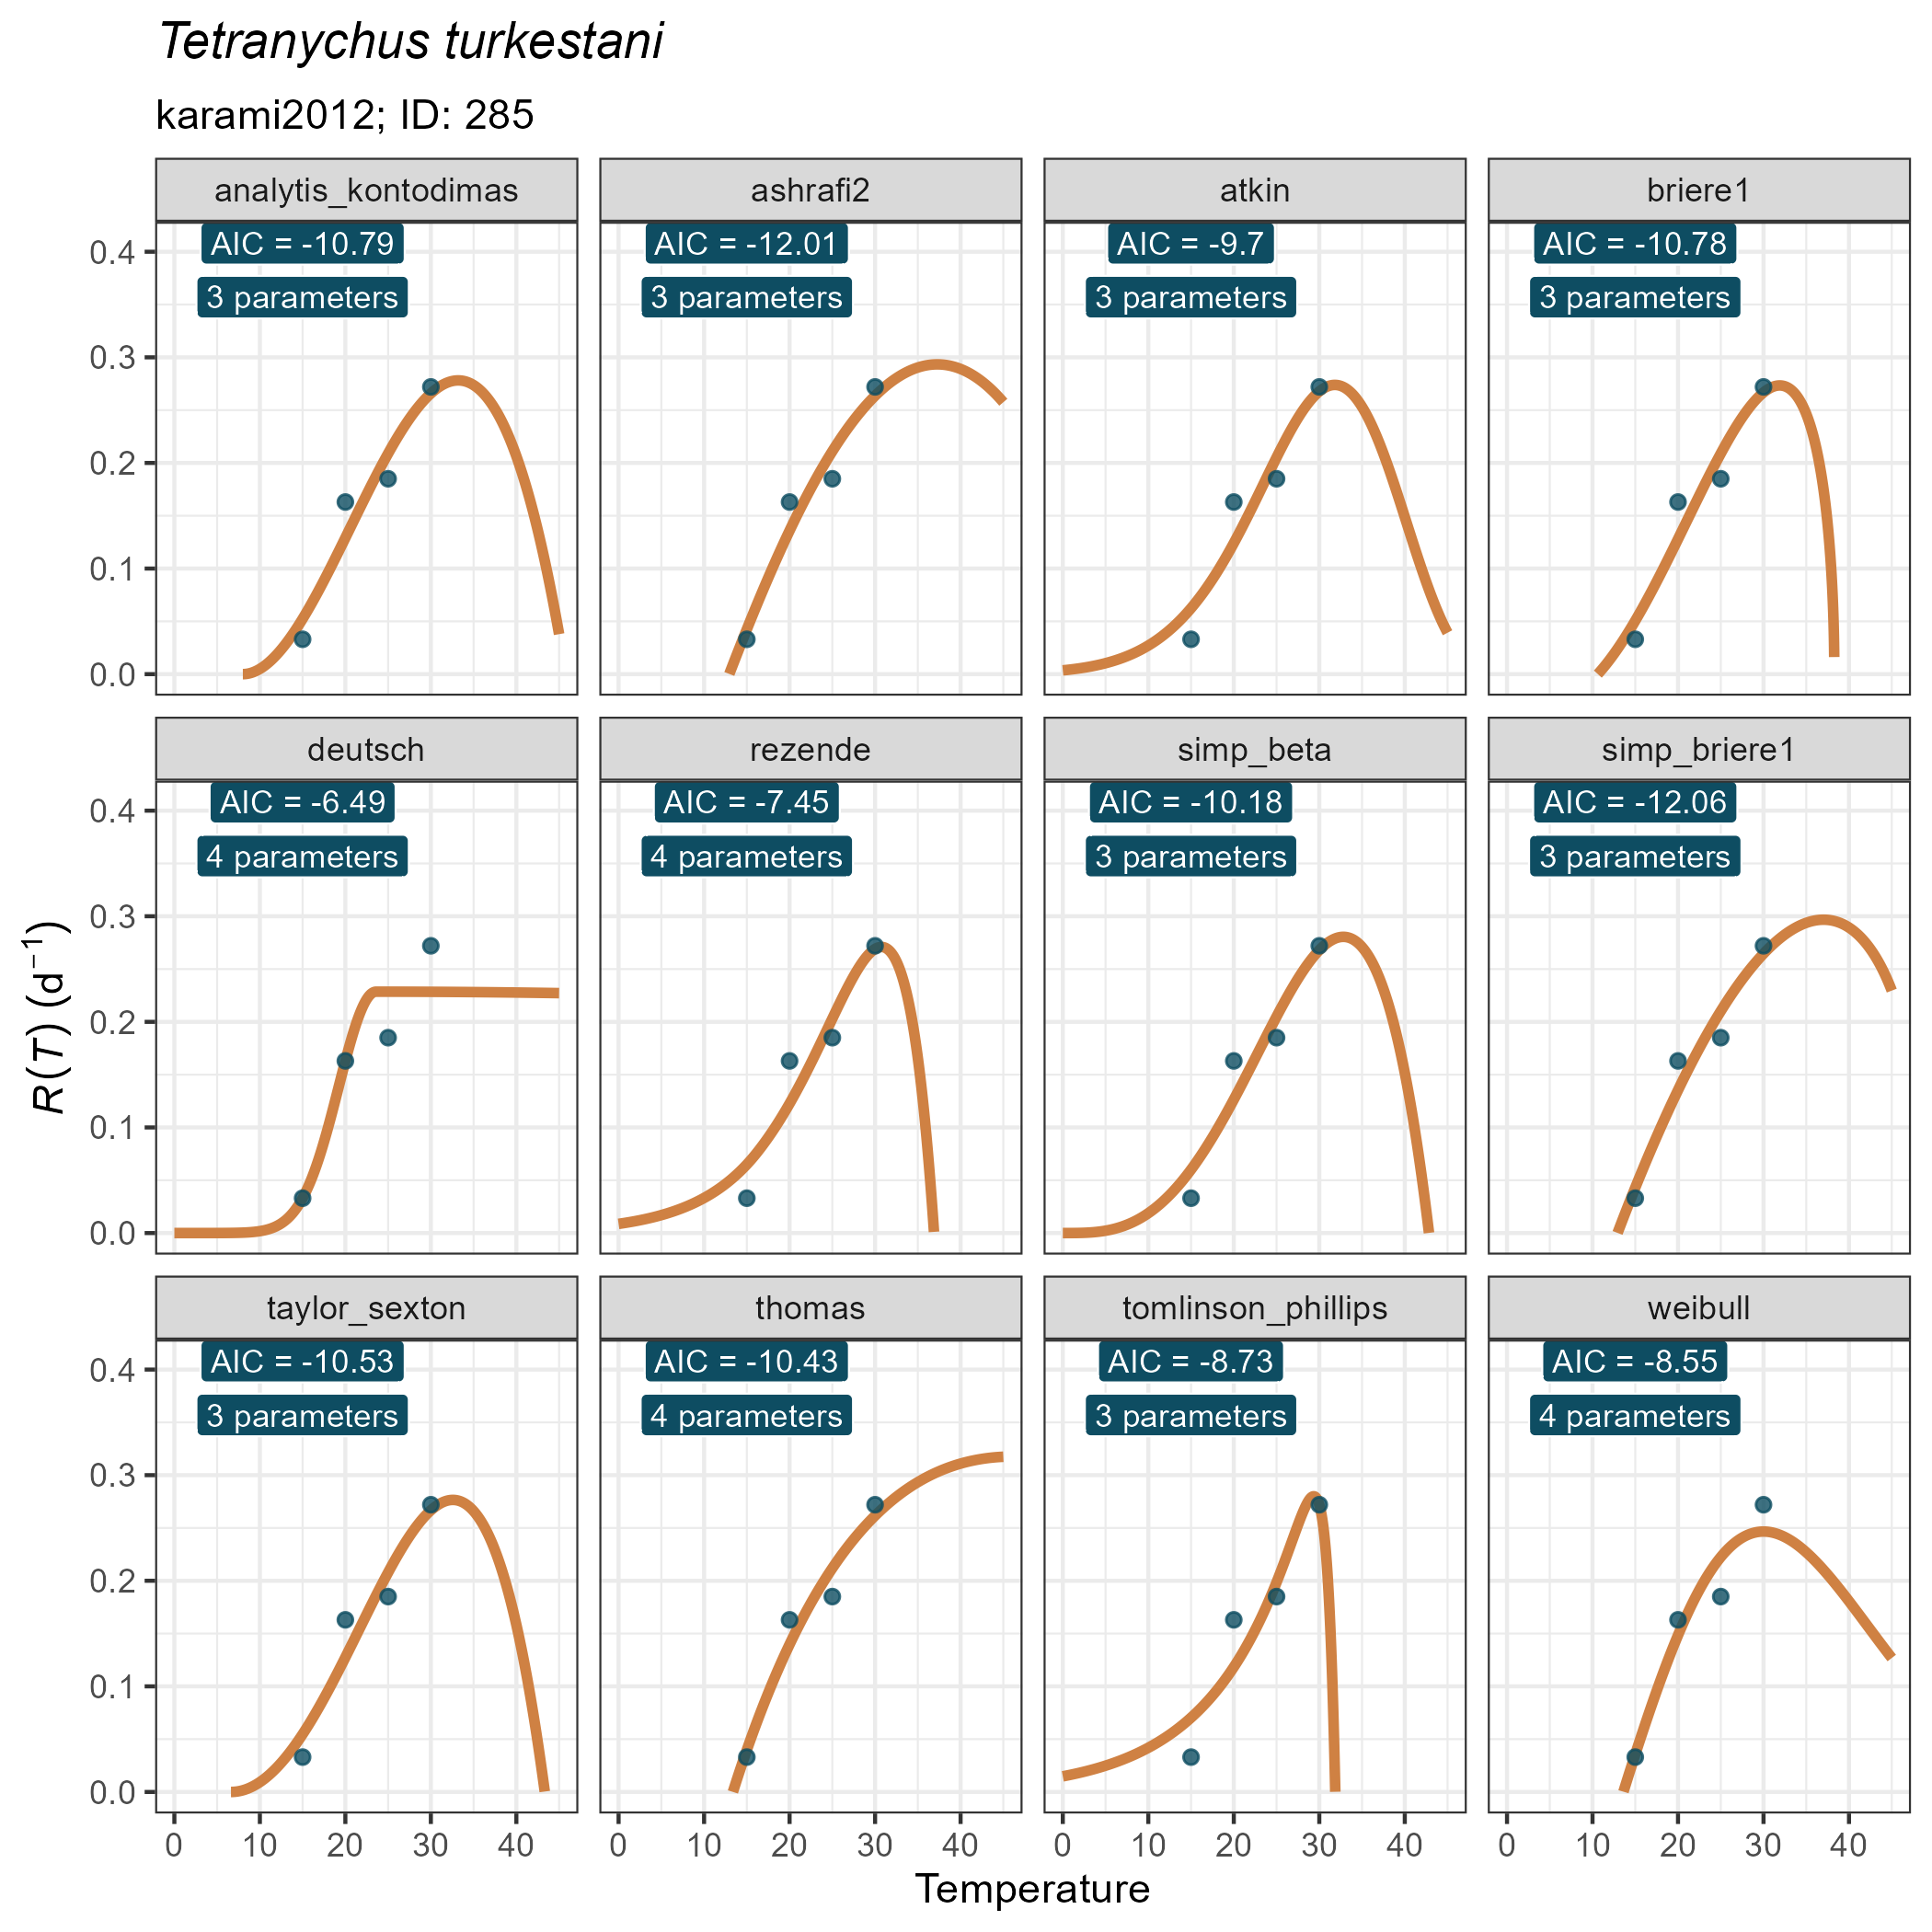 Tetranychus turkestani
karami2012; ID: 285
analytis_kontodimas
ashrafi2
atkin
briere1
AIC = -10.79
3 parameters
AIC = -12.01
3 parameters
AIC = -9.7
3 parameters
AIC = -10.78
3 parameters
0.4
0.3
0.2
0.1
0.0
deutsch
rezende
simp_beta
simp_briere1
AIC = -6.49
4 parameters
AIC = -7.45
4 parameters
AIC = -10.18
3 parameters
AIC = -12.06
3 parameters
0.4
0.3
0.2
0.1
0.0
R(T) (d⁻¹)
taylor_sexton
thomas
tomlinson_phillips
weibull
AIC = -10.53
3 parameters
AIC = -10.43
4 parameters
AIC = -8.73
3 parameters
AIC = -8.55
4 parameters
0.4
0.3
0.2
0.1
0.0
0 10 20 30 40
0 10 20 30 40
0 10 20 30 40
0 10 20 30 40
Temperature